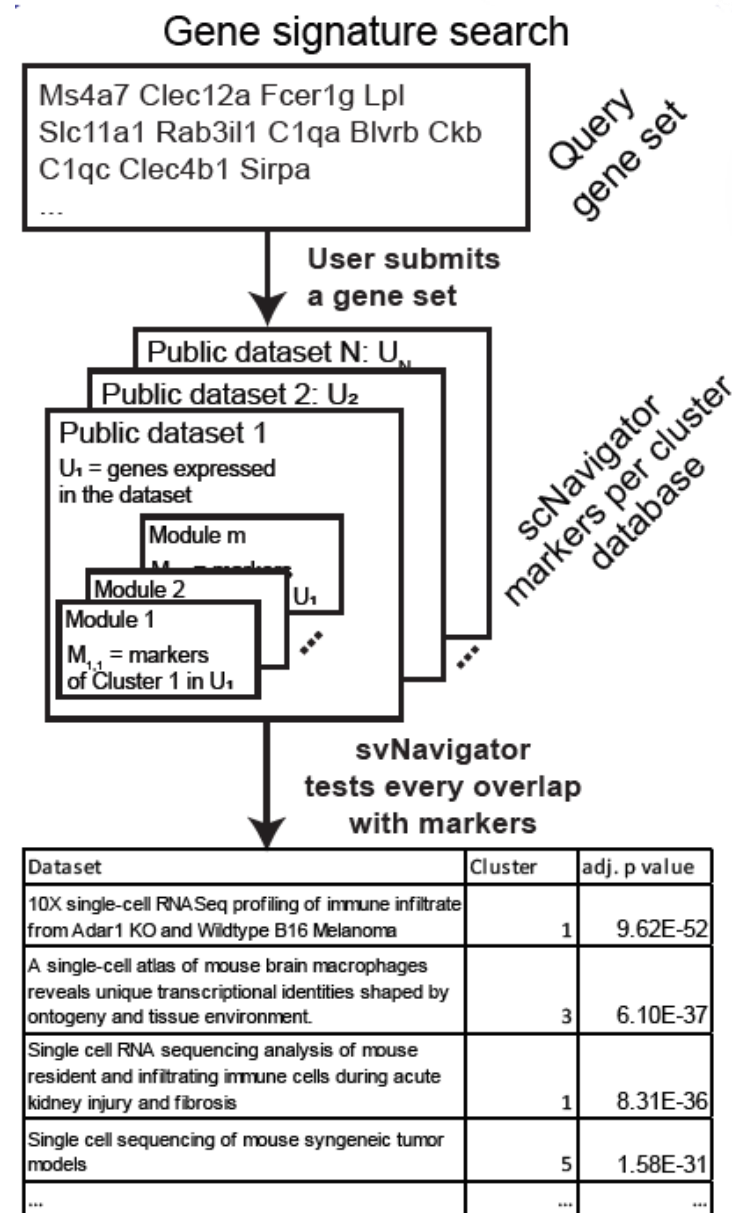 Gene signature search
Ms4a7 Clec12a Fcer1g Lpl
Slc11a1 Rab3il1 C1qa Blvrb Ckb
C1qc Clec4b1 Sirpa
...
Query
gene set
User submits
a gene set
Public dataset N: U_N
Public dataset 2: U₂
Public dataset 1
U₁ = genes expressed
in the dataset
Module m
U₁
Module 2
Module 1
M₁,₁ = markers
of Cluster 1 in U₁
...
...
scNavigator
markers per cluster
database
svNavigator
tests every overlap
with markers
Dataset Cluster adj. p value
10X single-cell RNASeq profiling of immune infiltrate
from Adar1 KO and Wildtype B16 Melanoma 1 9.62E-52
A single-cell atlas of mouse brain macrophages
reveals unique transcriptional identities shaped by
ontogeny and tissue environment. 3 6.10E-37
Single cell RNA sequencing analysis of mouse
resident and infiltrating immune cells during acute
kidney injury and fibrosis 1 8.31E-36
Single cell sequencing of mouse syngeneic tumor
models 5 1.58E-31
... ... ...